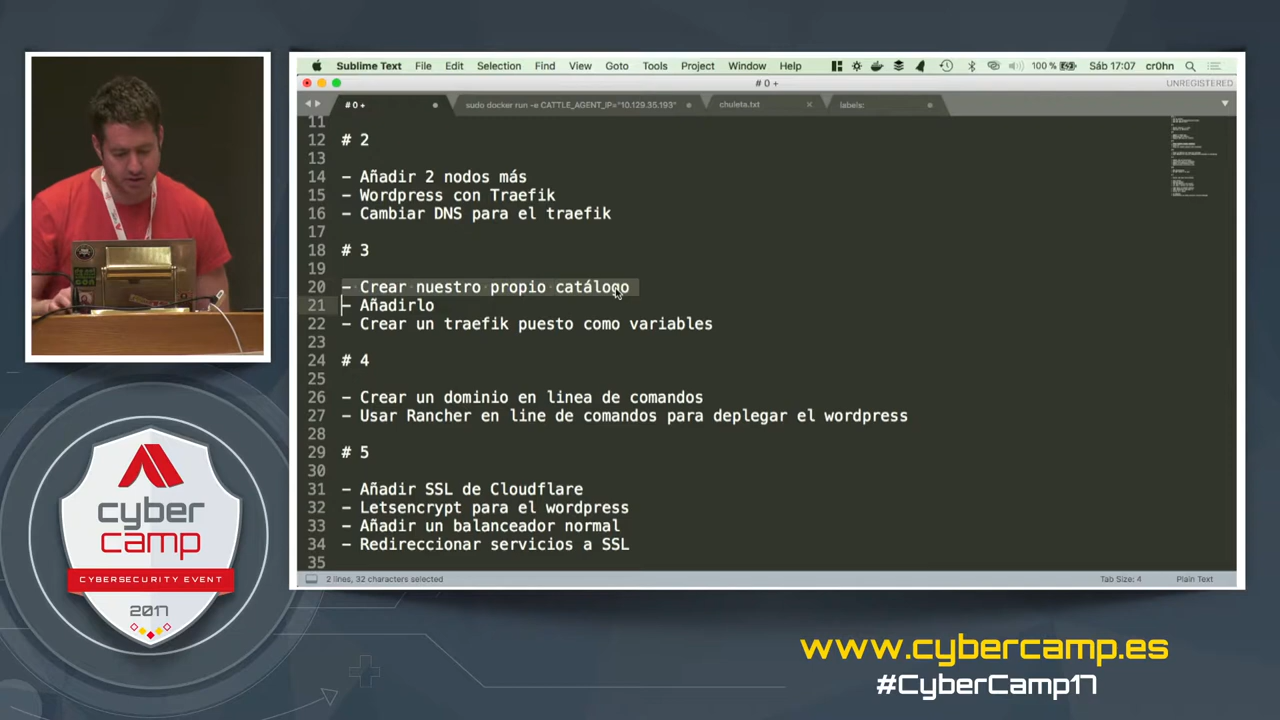 Sublime Text File Edit Selection Find View Goto Tools Project Window Help 100 % Sáb 17:07 cr0hn
# 0 + UNREGISTERED
# 0 + sudo docker run -e CATTLE_AGENT_IP="10.129.35.193" chuleta.txt labels:
11
12 # 2
13
14 - Añadir 2 nodos más
15 - Wordpress con Traefik
16 - Cambiar DNS para el traefik
17
18 # 3
19
20 - Crear nuestro propio catálogo
21 - Añadirlo
22 - Crear un traefik puesto como variables
23
24 # 4
25
26 - Crear un dominio en linea de comandos
27 - Usar Rancher en line de comandos para deplegar el wordpress
28
29 # 5
30
31 - Añadir SSL de Cloudflare
32 - Letsencrypt para el wordpress
33 - Añadir un balanceador normal
34 - Redireccionar servicios a SSL
35
2 lines, 32 characters selected Tab Size: 4 Plain Text
cyber
camp
CYBERSECURITY EVENT
2017
www.cybercamp.es
#CyberCamp17